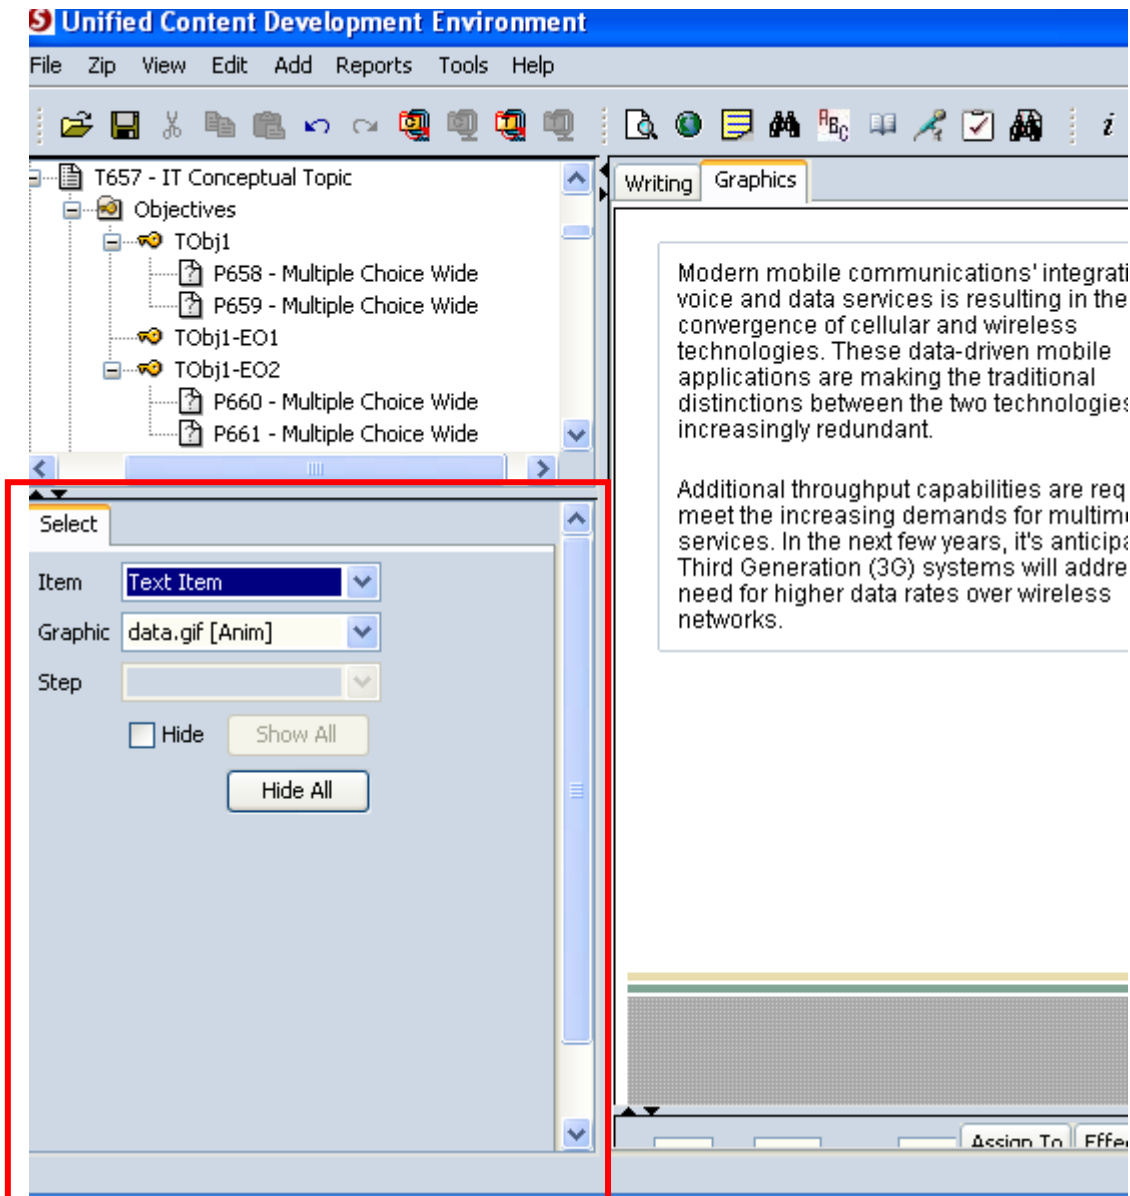 Unified Content Development Environment
File Zip View Edit Add Reports Tools Help
ABC i
T657 - IT Conceptual Topic
Objectives
TObj1
P658 - Multiple Choice Wide
P659 - Multiple Choice Wide
TObj1-EO1
TObj1-EO2
P660 - Multiple Choice Wide
P661 - Multiple Choice Wide
Select
Item Text Item
Graphic data.gif [Anim]
Step
Hide Show All
Hide All
Writing Graphics
Modern mobile communications' integrati
voice and data services is resulting in the
convergence of cellular and wireless
technologies. These data-driven mobile
applications are making the traditional
distinctions between the two technologies
increasingly redundant.
Additional throughput capabilities are req
meet the increasing demands for multim
services. In the next few years, it's anticipa
Third Generation (3G) systems will addre
need for higher data rates over wireless
networks.
Assign To Effe